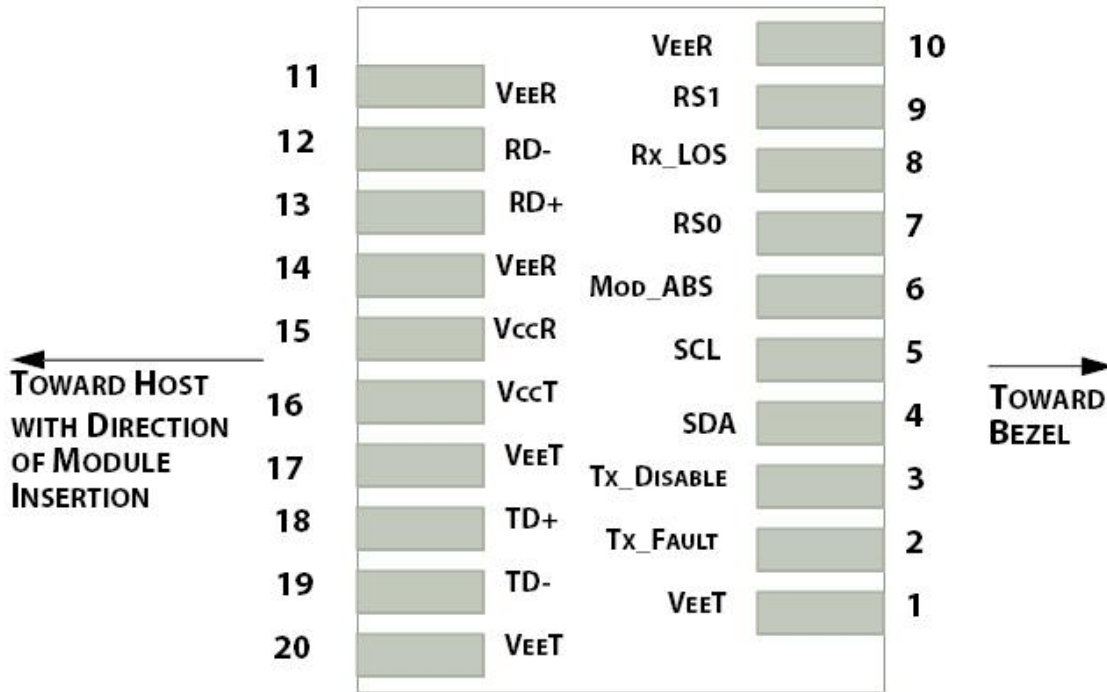 VEER 10
11 VEER
RS1 9
12 RD-
RX_LOS 8
13 RD+
RS0 7
14 VEER
MOD_ABS 6
15 VCCR
SCL 5
16 VCCT
SDA 4
17 VEET
TX_DISABLE 3
18 TD+
TX_FAULT 2
19 TD-
VEET 1
20 VEET
TOWARD HOST
WITH DIRECTION
OF MODULE
INSERTION
TOWARD
BEZEL